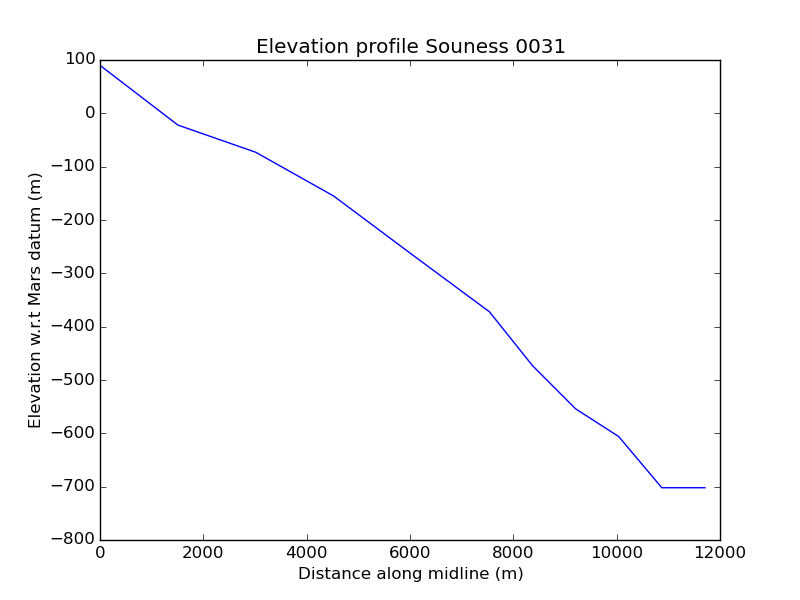 Elevation profile Souness 0031
100
0
−100
−200
−300
−400
−500
−600
−700
−800
Elevation w.r.t Mars datum (m)
0 2000 4000 6000 8000 10000 12000
Distance along midline (m)